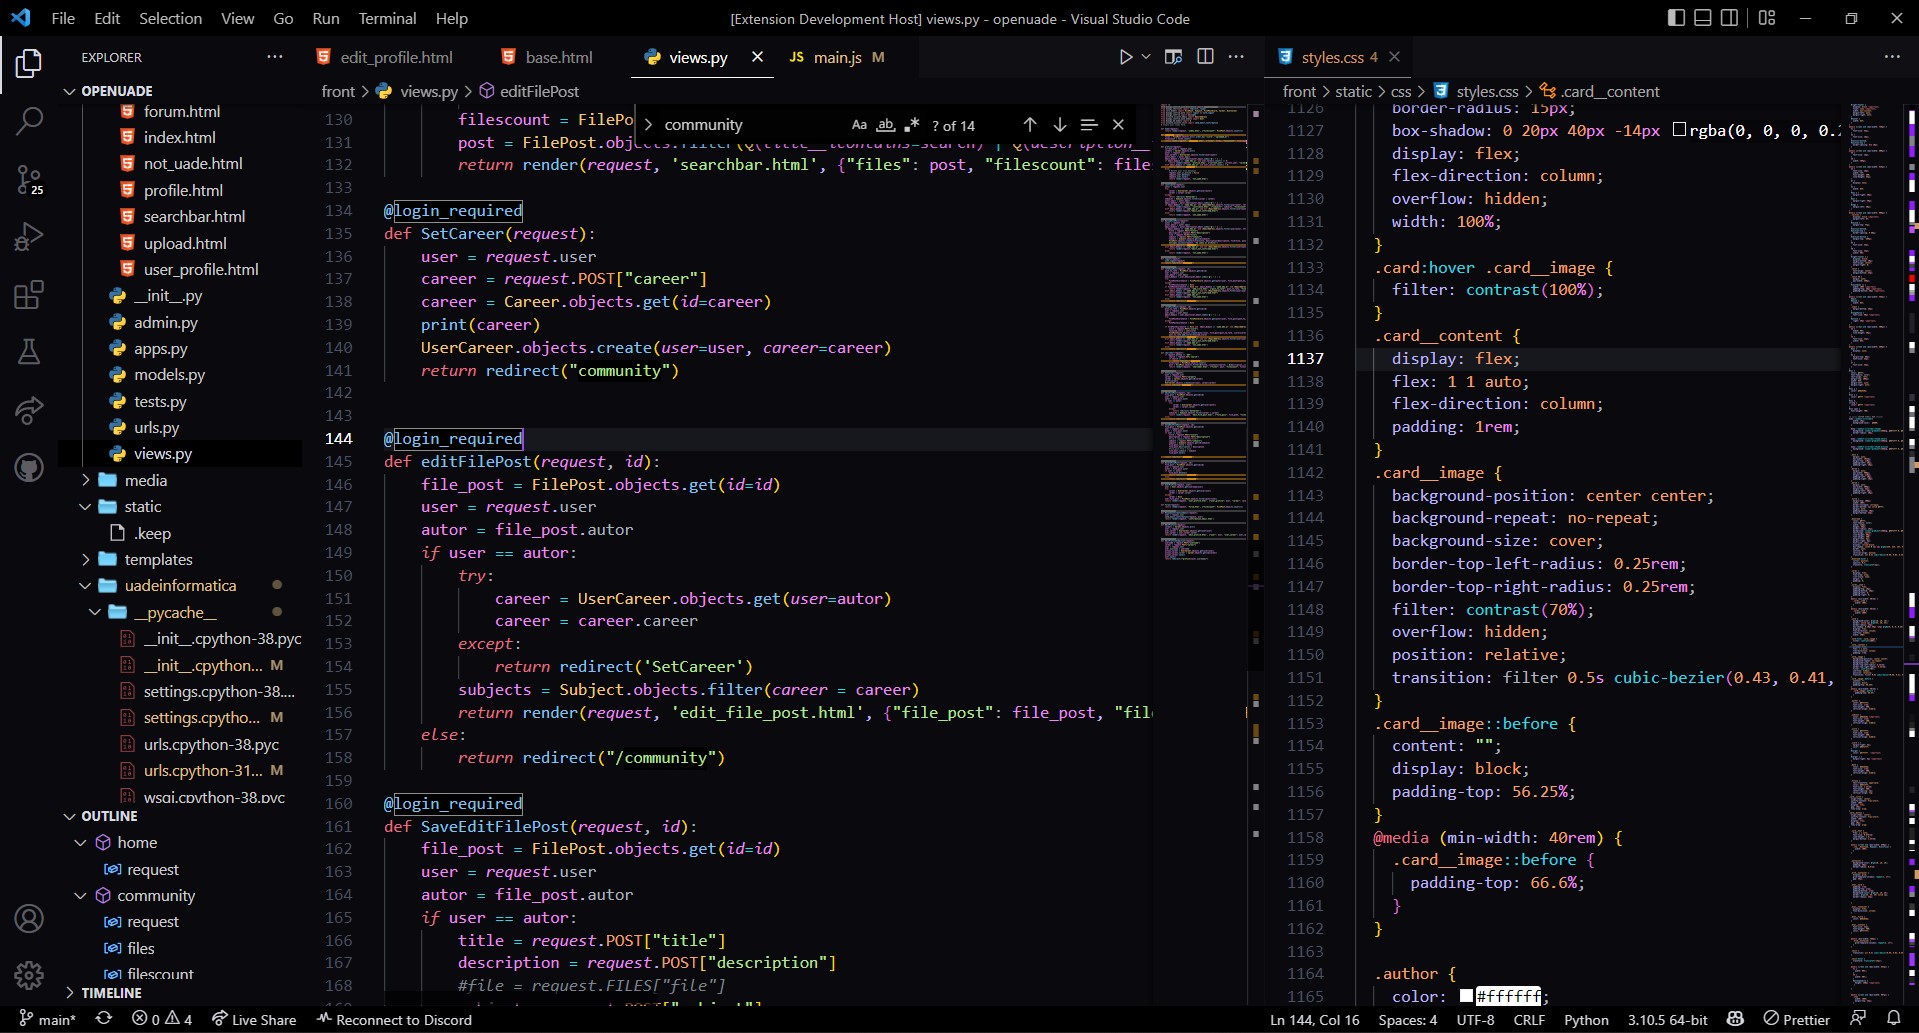 File Edit Selection View Go Run Terminal Help
[Extension Development Host] views.py - openuade - Visual Studio Code
EXPLORER
OPENUADE
forum.html
index.html
not_uade.html
profile.html
searchbar.html
upload.html
user_profile.html
__init__.py
admin.py
apps.py
models.py
tests.py
urls.py
views.py
media
static
.keep
templates
uadeinformatica
__pycache__
__init__.cpython-38.pyc
__init__.cpython... M
settings.cpython-38....
settings.cpytho... M
urls.cpython-38.pyc
urls.cpython-31... M
wsgi.cpython-38.pyc
OUTLINE
home
request
community
request
files
filescount
TIMELINE
25
edit_profile.html base.html views.py JS main.js M
front > views.py > editFilePost
community Aa ab ? of 14
130 filescount = FilePo
131 post = FilePost.objects.filter(Q(title__icontains=search) | Q(description__
132 return render(request, 'searchbar.html', {"files": post, "filescount": file
133
134 @login_required
135 def SetCareer(request):
136 user = request.user
137 career = request.POST["career"]
138 career = Career.objects.get(id=career)
139 print(career)
140 UserCareer.objects.create(user=user, career=career)
141 return redirect("community")
142
143
144 @login_required
145 def editFilePost(request, id):
146 file_post = FilePost.objects.get(id=id)
147 user = request.user
148 autor = file_post.autor
149 if user == autor:
150 try:
151 career = UserCareer.objects.get(user=autor)
152 career = career.career
153 except:
154 return redirect('SetCareer')
155 subjects = Subject.objects.filter(career = career)
156 return render(request, 'edit_file_post.html', {"file_post": file_post, "fil
157 else:
158 return redirect("/community")
159
160 @login_required
161 def SaveEditFilePost(request, id):
162 file_post = FilePost.objects.get(id=id)
163 user = request.user
164 autor = file_post.autor
165 if user == autor:
166 title = request.POST["title"]
167 description = request.POST["description"]
168 #file = request.FILES["file"]
styles.css 4
front > static > css > styles.css > .card__content
1126 border-radius: 15px;
1127 box-shadow: 0 20px 40px -14px rgba(0, 0, 0, 0.
1128 display: flex;
1129 flex-direction: column;
1130 overflow: hidden;
1131 width: 100%;
1132 }
1133 .card:hover .card__image {
1134 filter: contrast(100%);
1135 }
1136 .card__content {
1137 display: flex;
1138 flex: 1 1 auto;
1139 flex-direction: column;
1140 padding: 1rem;
1141 }
1142 .card__image {
1143 background-position: center center;
1144 background-repeat: no-repeat;
1145 background-size: cover;
1146 border-top-left-radius: 0.25rem;
1147 border-top-right-radius: 0.25rem;
1148 filter: contrast(70%);
1149 overflow: hidden;
1150 position: relative;
1151 transition: filter 0.5s cubic-bezier(0.43, 0.41,
1152 }
1153 .card__image::before {
1154 content: "";
1155 display: block;
1156 padding-top: 56.25%;
1157 }
1158 @media (min-width: 40rem) {
1159 .card__image::before {
1160 padding-top: 66.6%;
1161 }
1162 }
1163
1164 .author {
1165 color: #ffffff;
main* 0 4 Live Share Reconnect to Discord
Ln 144, Col 16 Spaces: 4 UTF-8 CRLF Python 3.10.5 64-bit Prettier